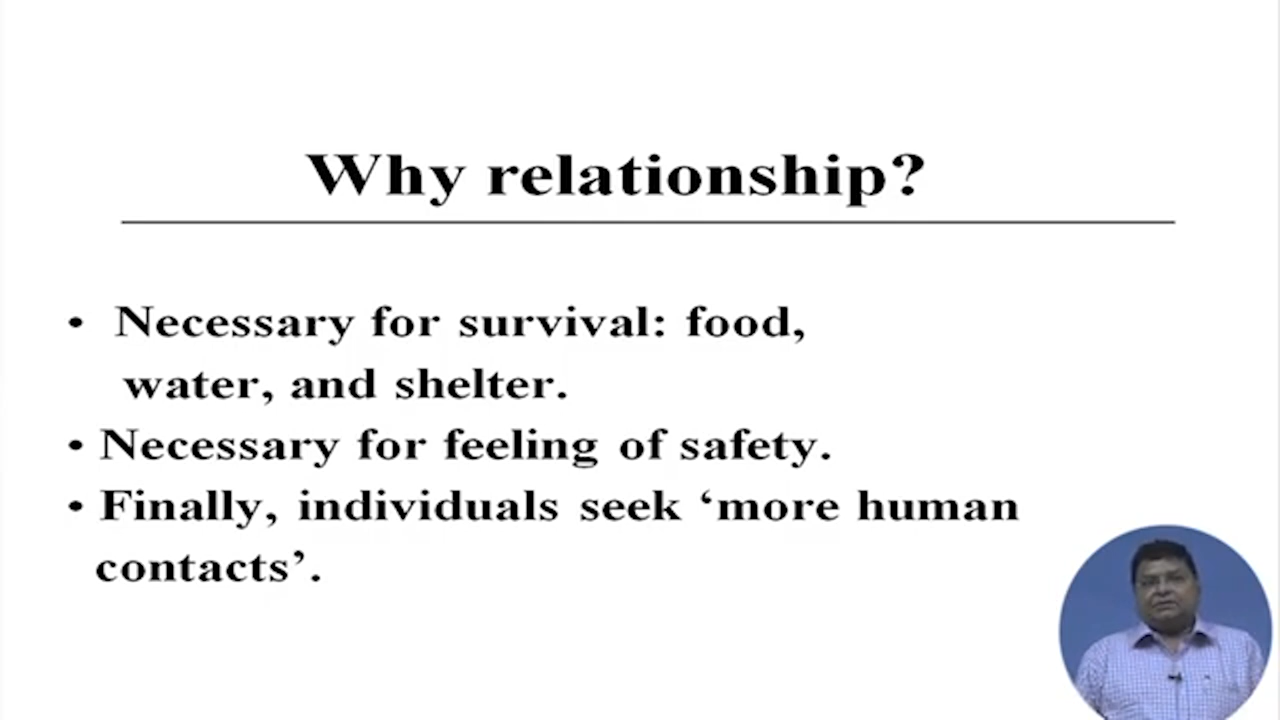 Why relationship?
• Necessary for survival: food,
water, and shelter.
• Necessary for feeling of safety.
• Finally, individuals seek ‘more human
contacts’.